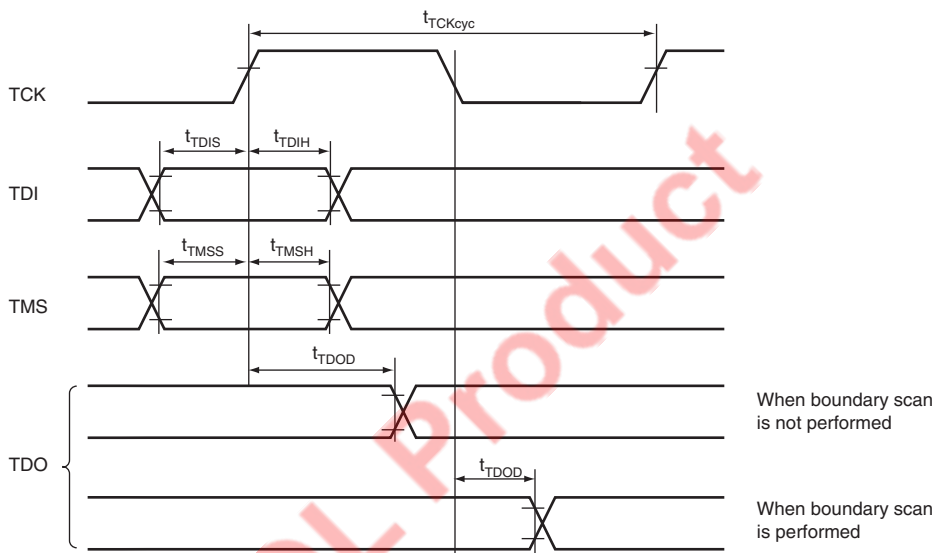 tTCKcyc
TCK
tTDIS
tTDIH
TDI
tTMSS
tTMSH
TMS
tTDOD
When boundary scan
is not performed
TDO
tTDOD
When boundary scan
is performed
OL Product